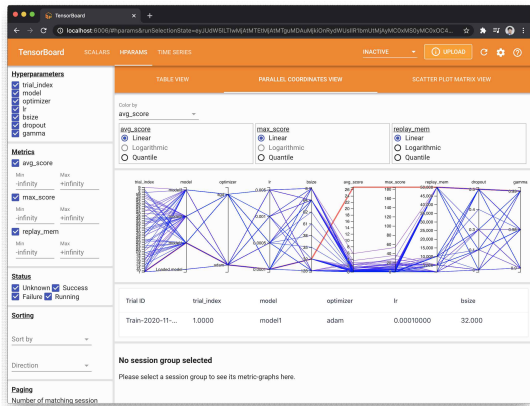 TensorBoard
localhost:6006/#hparams&runSelectionState=
TensorBoard SCALARS HPARAMS TIME SERIES INACTIVE UPLOAD
Hyperparameters
trial_index
model
optimizer
lr
bsize
dropout
gamma
Metrics
avg_score
Min Max
-infinity +infinity
max_score
Min Max
-infinity +infinity
replay_mem
Min Max
-infinity +infinity
Status
Unknown Success
Failure Running
Sorting
Sort by
Direction
Paging
Number of matching session
TABLE VIEW PARALLEL COORDINATES VIEW SCATTER PLOT MATRIX VIEW
Color by
avg_score
avg_score max_score replay_mem
Linear Linear Linear
Logarithmic Logarithmic Logarithmic
Quantile Quantile Quantile
trial_index model optimizer lr bsize avg_score max_score replay_mem dropout gamma
Trial ID trial_index model optimizer lr bsize
Train-2020-11-... 1.0000 model1 adam 0.00010000 32.000
No session group selected
Please select a session group to see its metric-graphs here.